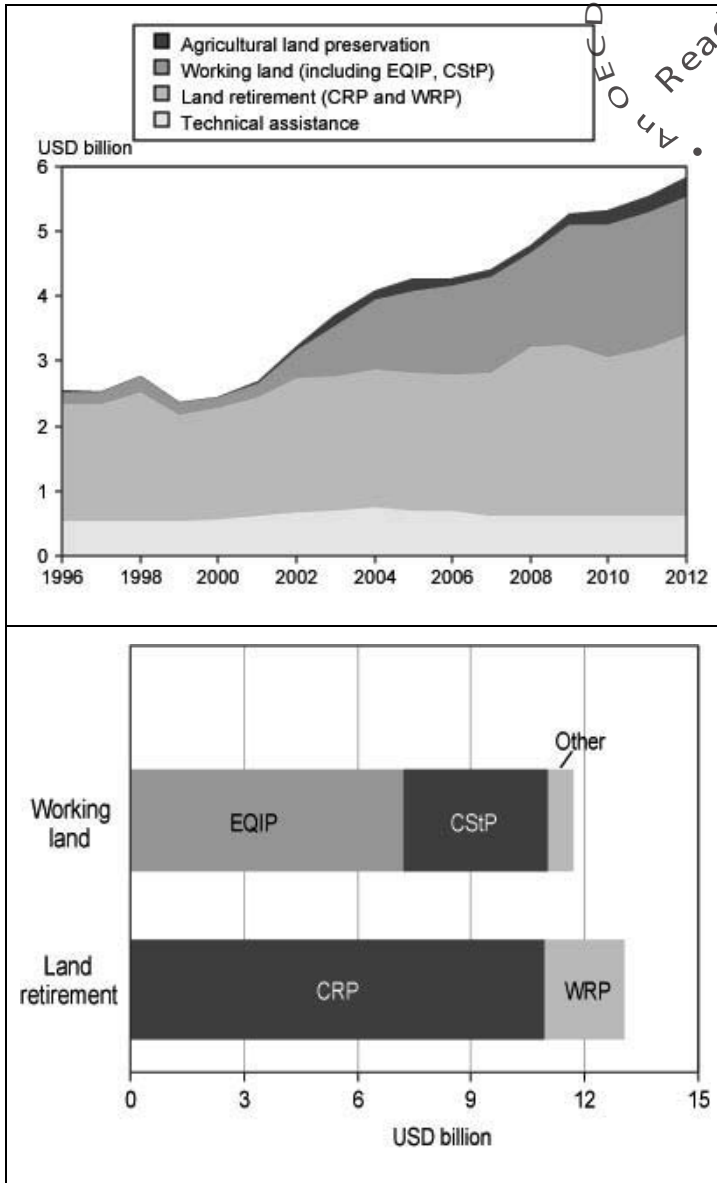 Agricultural land preservation
Working land (including EQIP, CStP)
Land retirement (CRP and WRP)
Technical assistance
USD billion
6
5
4
3
2
1
0
1996 1998 2000 2002 2004 2006 2008 2010 2012
An OECD
Other
Working
land
EQIP CStP
Land
retirement
CRP WRP
0 3 6 9 12 15
USD billion